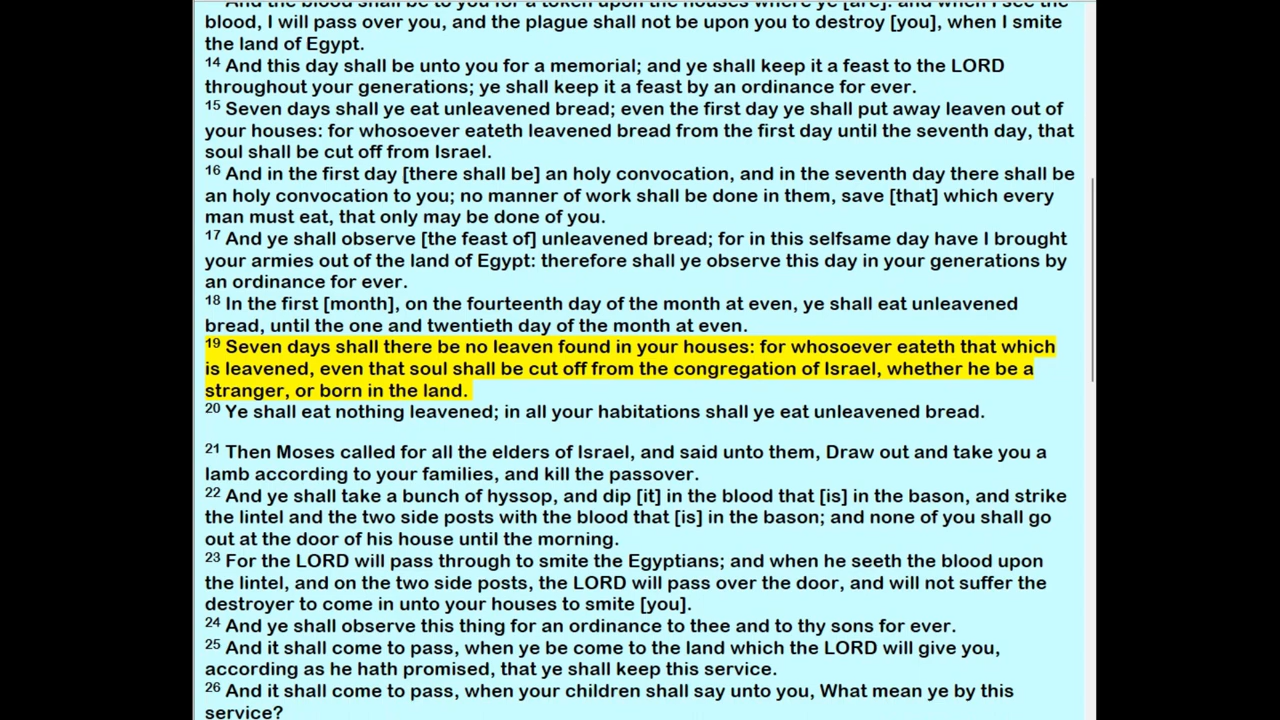 And the blood shall be to you for a token upon the houses where ye [are]: and when I see the
blood, I will pass over you, and the plague shall not be upon you to destroy [you], when I smite
the land of Egypt.
14 And this day shall be unto you for a memorial; and ye shall keep it a feast to the LORD
throughout your generations; ye shall keep it a feast by an ordinance for ever.
15 Seven days shall ye eat unleavened bread; even the first day ye shall put away leaven out of
your houses: for whosoever eateth leavened bread from the first day until the seventh day, that
soul shall be cut off from Israel.
16 And in the first day [there shall be] an holy convocation, and in the seventh day there shall be
an holy convocation to you; no manner of work shall be done in them, save [that] which every
man must eat, that only may be done of you.
17 And ye shall observe [the feast of] unleavened bread; for in this selfsame day have I brought
your armies out of the land of Egypt: therefore shall ye observe this day in your generations by
an ordinance for ever.
18 In the first [month], on the fourteenth day of the month at even, ye shall eat unleavened
bread, until the one and twentieth day of the month at even.
19 Seven days shall there be no leaven found in your houses: for whosoever eateth that which
is leavened, even that soul shall be cut off from the congregation of Israel, whether he be a
stranger, or born in the land.
20 Ye shall eat nothing leavened; in all your habitations shall ye eat unleavened bread.
21 Then Moses called for all the elders of Israel, and said unto them, Draw out and take you a
lamb according to your families, and kill the passover.
22 And ye shall take a bunch of hyssop, and dip [it] in the blood that [is] in the bason, and strike
the lintel and the two side posts with the blood that [is] in the bason; and none of you shall go
out at the door of his house until the morning.
23 For the LORD will pass through to smite the Egyptians; and when he seeth the blood upon
the lintel, and on the two side posts, the LORD will pass over the door, and will not suffer the
destroyer to come in unto your houses to smite [you].
24 And ye shall observe this thing for an ordinance to thee and to thy sons for ever.
25 And it shall come to pass, when ye be come to the land which the LORD will give you,
according as he hath promised, that ye shall keep this service.
26 And it shall come to pass, when your children shall say unto you, What mean ye by this
service?